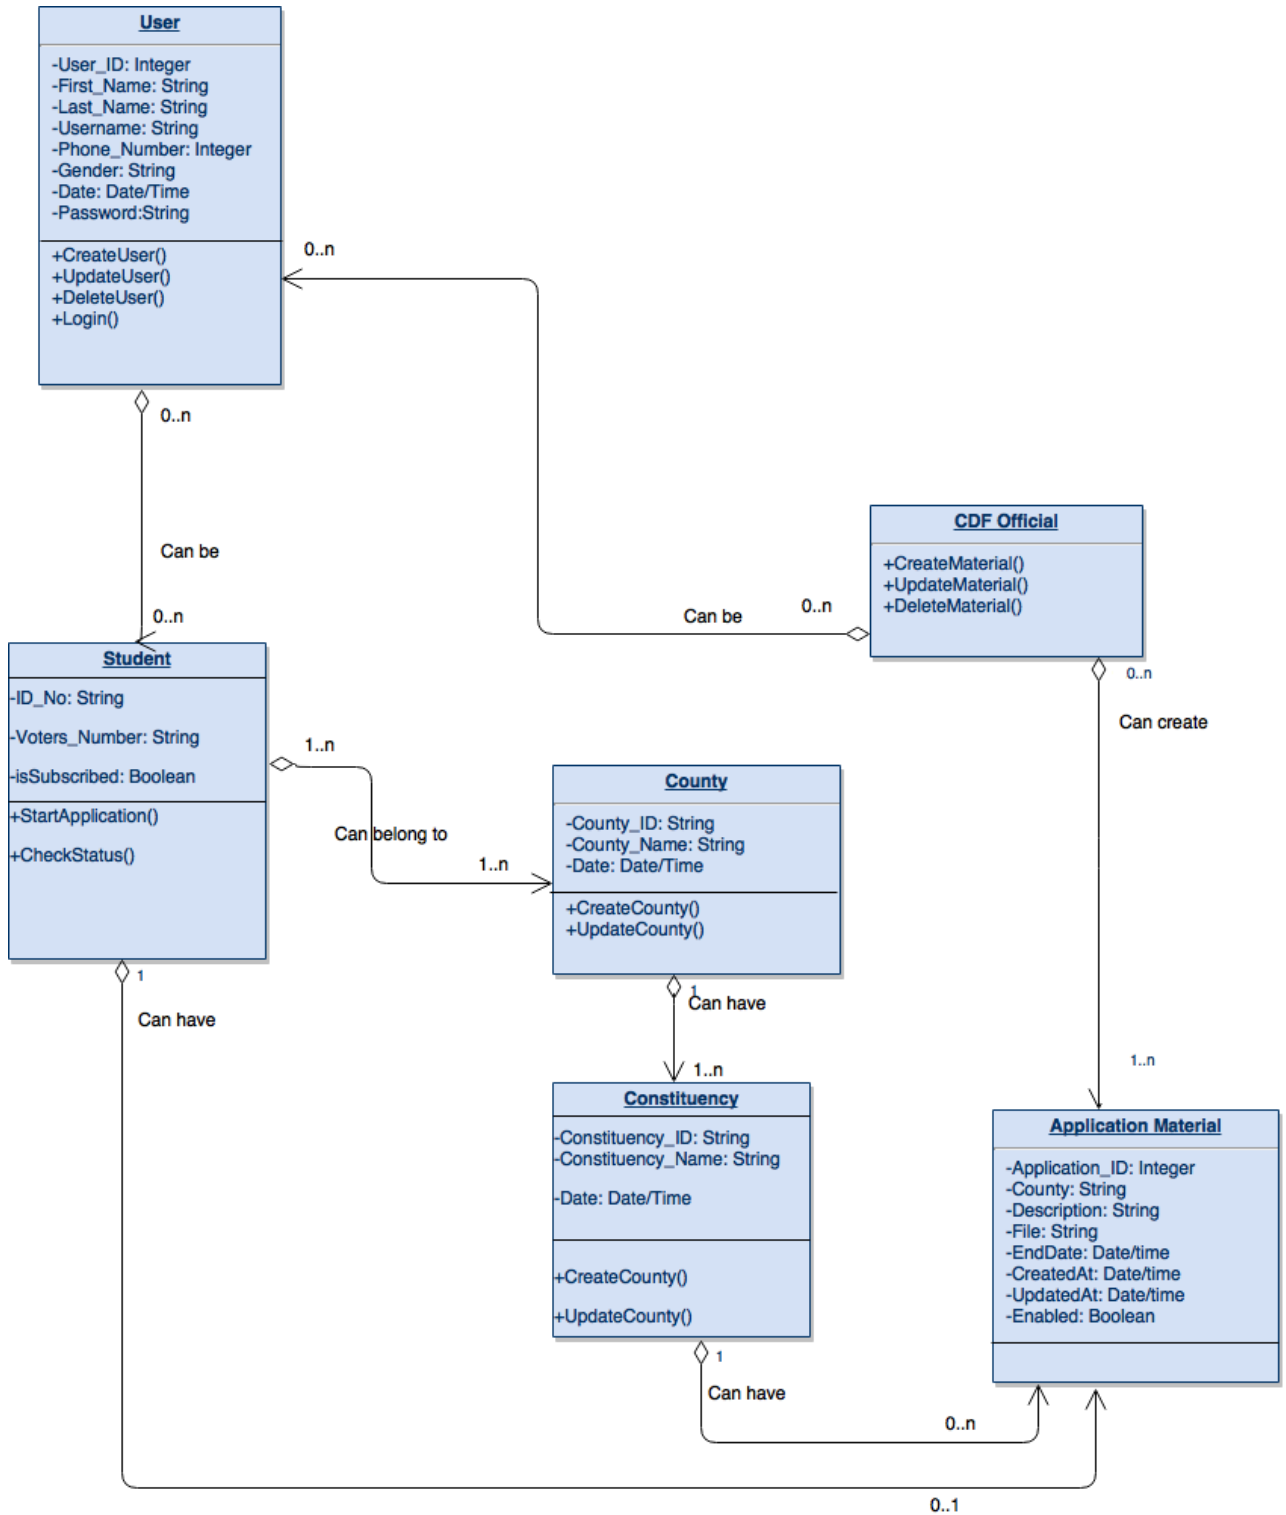 User
-User_ID: Integer
-First_Name: String
-Last_Name: String
-Username: String
-Phone_Number: Integer
-Gender: String
-Date: Date/Time
-Password:String
+CreateUser()
+UpdateUser()
+DeleteUser()
+Login()
0..n
0..n
Can be
0..n
CDF Official
+CreateMaterial()
+UpdateMaterial()
+DeleteMaterial()
0..n
Can be
0..n
Can create
1..n
Student
-ID_No: String
-Voters_Number: String
-isSubscribed: Boolean
+StartApplication()
+CheckStatus()
1..n
Can belong to
1..n
County
-County_ID: String
-County_Name: String
-Date: Date/Time
+CreateCounty()
+UpdateCounty()
1
Can have
1..n
1
Can have
Constituency
-Constituency_ID: String
-Constituency_Name: String
-Date: Date/Time
+CreateCounty()
+UpdateCounty()
1
Can have
0..n
Application Material
-Application_ID: Integer
-County: String
-Description: String
-File: String
-EndDate: Date/time
-CreatedAt: Date/time
-UpdatedAt: Date/time
-Enabled: Boolean
0..1